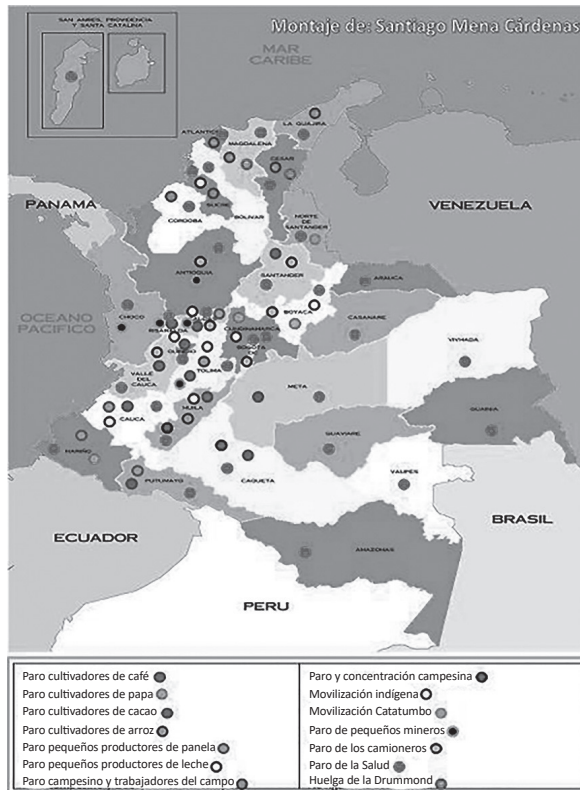 Montaje de: Santiago Mena Cárdenas
SAN ANRES, PROVIDENCIA
Y SANTA CATALINA
MAR
CARIBE
LA GUAJIRA
ATLANTICO
MAGDALENA
CESAR
PANAMA
SUCRE
CORDOBA
BOLIVAR
NORTE
DE
SANTANDER
VENEZUELA
ANTIOQUIA
SANTANDER
ARAUCA
OCEANO
PACIFICO
CHOCO
RISARALDA
BOYACA
CUNDINAMARCA
CASANARE
VIVHADA
BOGOTA
QUINDIO
VALLE
DEL
CAUCA
TOLIMA
META
CAUCA
HUILA
GUAINIA
GUAVIARE
NARIÑO
CAQUETA
VAUPES
PUTUMAYO
ECUADOR
BRASIL
AMAZONAS
PERU
Paro cultivadores de café
Paro cultivadores de papa
Paro cultivadores de cacao
Paro cultivadores de arroz
Paro pequeños productores de panela
Paro pequeños productores de leche
Paro campesino y trabajadores del campo
Paro y concentración campesina
Movilización indígena
Movilización Catatumbo
Paro de pequeños mineros
Paro de los camioneros
Paro de la Salud
Huelga de la Drummond